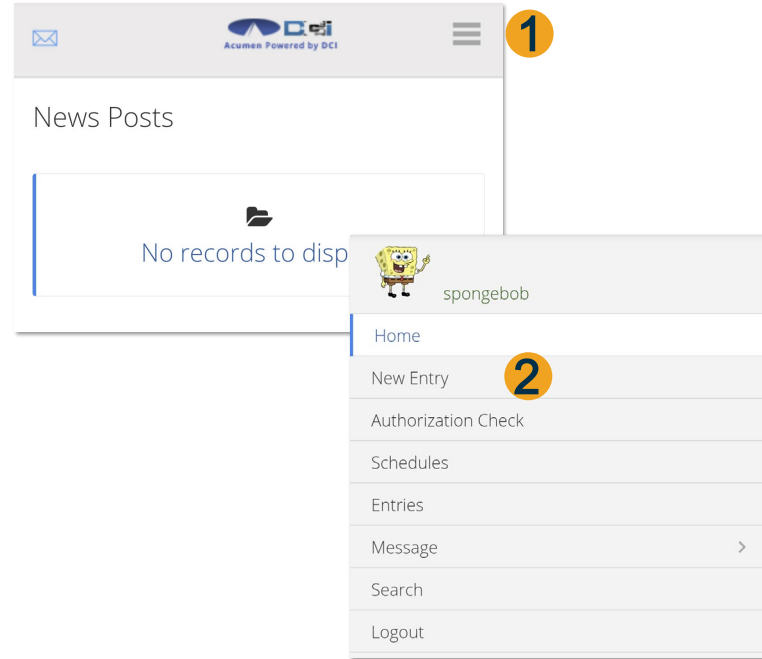 DCI
Acumen Powered by DCI
1
News Posts
No records to disp
spongebob
Home
New Entry
2
Authorization Check
Schedules
Entries
Message
Search
Logout